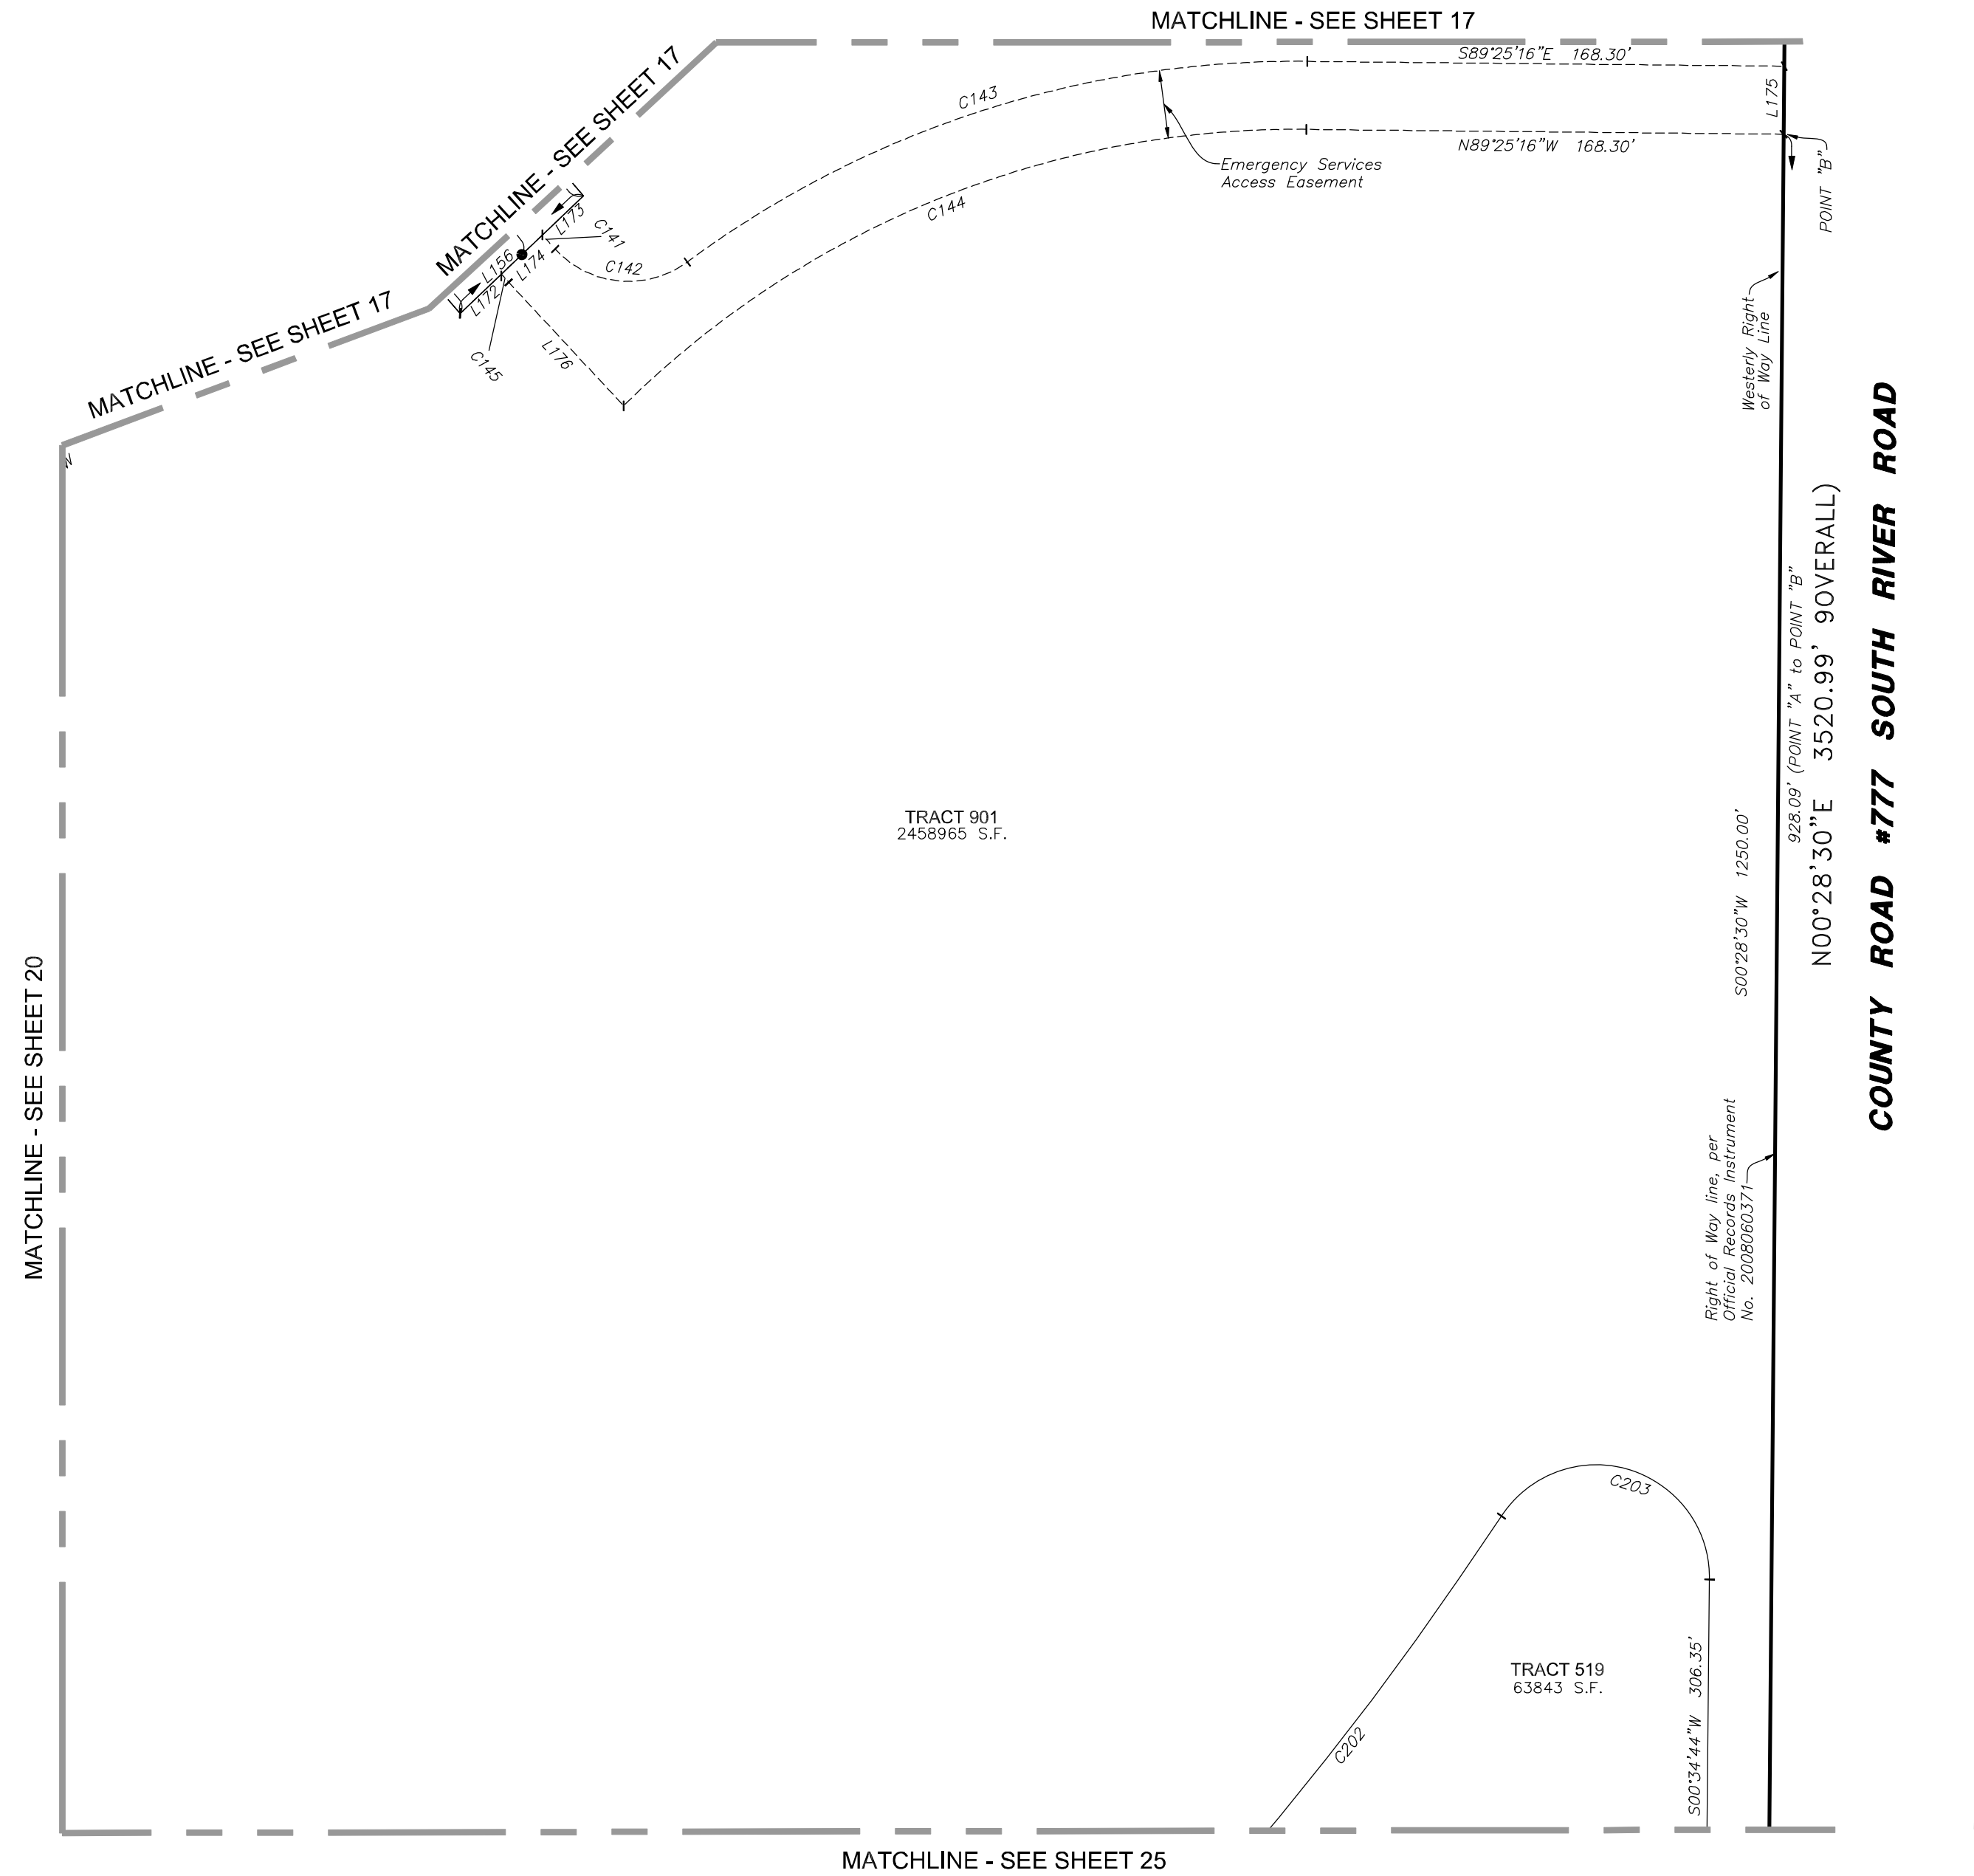 MATCHLINE - SEE SHEET 17
S89°25'16"E 168.30'
L175
C143
MATCHLINE - SEE SHEET 17
N89°25'16"W 168.30'
POINT "B"
Emergency Services
Access Easement
C144
L173
C141
C142
L156
L174
L172
C145
L176
MATCHLINE - SEE SHEET 17
Westerly Right
of Way Line
COUNTY ROAD #777 SOUTH RIVER ROAD
N00°28'30"E 3520.99' 9OVERALL)
928.09' (POINT "A" to POINT "B"
S00°28'30"W 1250.00'
TRACT 901
2458965 S.F.
MATCHLINE - SEE SHEET 20
Right of Way line, per
Official Records Instrument
No. 2008060371
C203
TRACT 519
63843 S.F.
S00°34'44"W 306.35'
C202
MATCHLINE - SEE SHEET 25